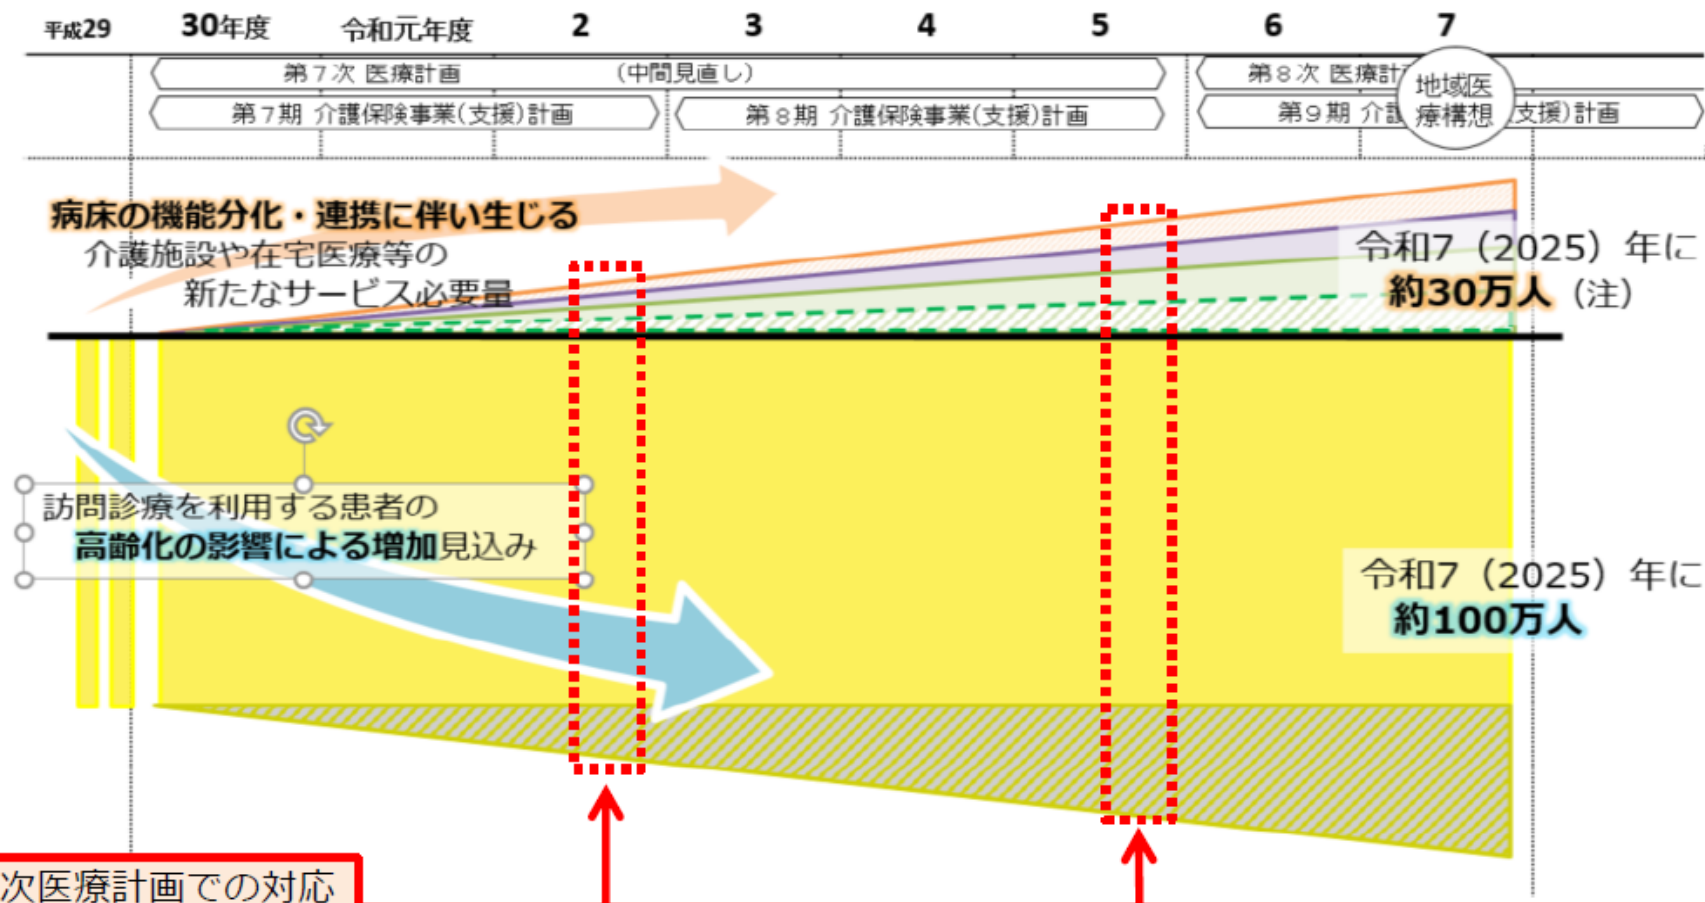 平成29 30年度 令和元年度 2 3 4 5 6 7
第７次 医療計画 （中間見直し） 第８次 医療計
地域医
療構想
第７期 介護保険事業（支援）計画 第８期 介護保険事業（支援）計画 第９期 介護 支援）計画
病床の機能分化・連携に伴い生じる
介護施設や在宅医療等の
新たなサービス必要量
令和7（2025）年に
約30万人（注）
訪問診療を利用する患者の
高齢化の影響による増加見込み
令和7（2025）年に
約100万人
次医療計画での対応